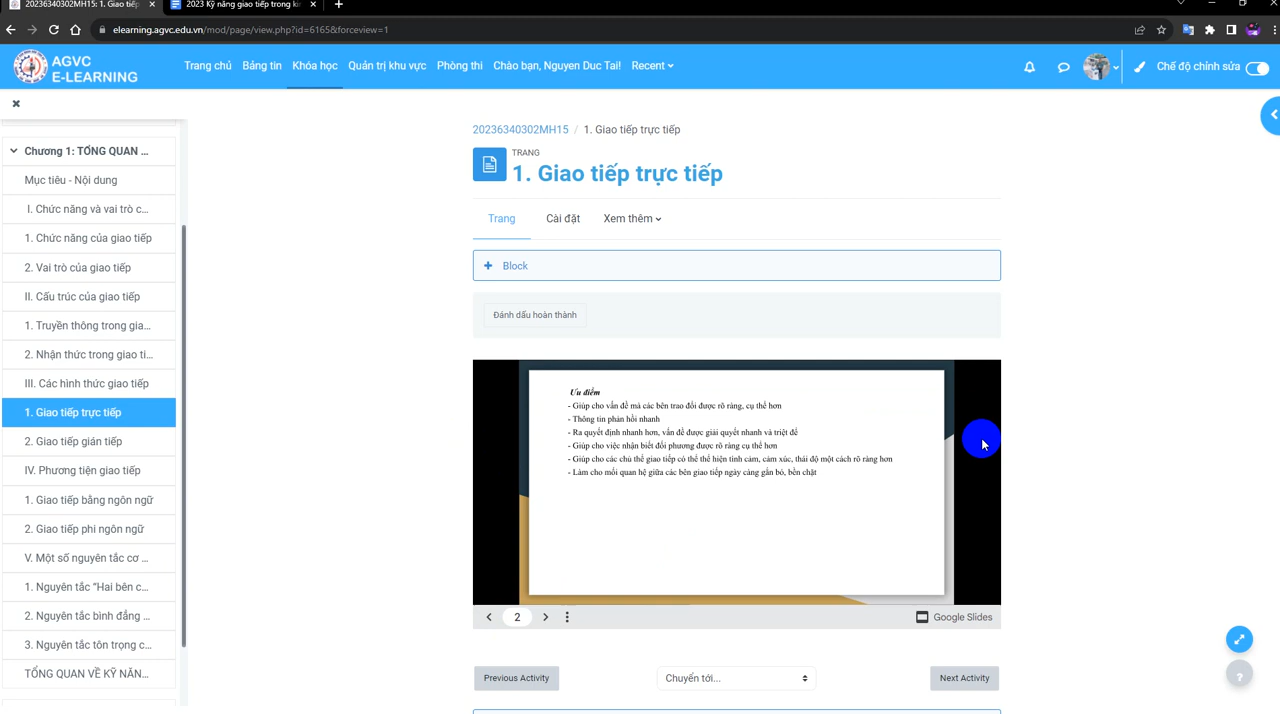 20236340302MH15: 1. Giao tiếp
2023 Kỹ năng giao tiếp trong ki
elearning.agvc.edu.vn/mod/page/view.php?id=6165&forceview=1
AGVC
E-LEARNING
Trang chủ Bảng tin Khóa học Quản trị khu vực Phòng thi Chào bạn, Nguyen Duc Tai! Recent
Chế độ chỉnh sửa
Chương 1: TỔNG QUAN ...
Mục tiêu - Nội dung
I. Chức năng và vai trò c...
1. Chức năng của giao tiếp
2. Vai trò của giao tiếp
II. Cấu trúc của giao tiếp
1. Truyền thông trong gia...
2. Nhận thức trong giao ti...
III. Các hình thức giao tiếp
1. Giao tiếp trực tiếp
2. Giao tiếp gián tiếp
IV. Phương tiện giao tiếp
1. Giao tiếp bằng ngôn ngữ
2. Giao tiếp phi ngôn ngữ
V. Một số nguyên tắc cơ ...
1. Nguyên tắc “Hai bên c...
2. Nguyên tắc bình đẳng ...
3. Nguyên tắc tôn trọng c...
TỔNG QUAN VỀ KỸ NĂN...
20236340302MH15 / 1. Giao tiếp trực tiếp
TRANG
1. Giao tiếp trực tiếp
Trang Cài đặt Xem thêm
+ Block
Đánh dấu hoàn thành
Ưu điểm
- Giúp cho vấn đề mà các bên trao đổi được rõ ràng, cụ thể hơn
- Thông tin phản hồi nhanh
- Ra quyết định nhanh hơn, vấn đề được giải quyết nhanh và triệt để
- Giúp cho việc nhận biết đối phương được rõ ràng cụ thể hơn
- Giúp cho các chủ thể giao tiếp có thể thể hiện tình cảm, cảm xúc, thái độ một cách rõ ràng hơn
- Làm cho mối quan hệ giữa các bên giao tiếp ngày càng gắn bó, bền chặt
2
Google Slides
Previous Activity
Chuyển tới...
Next Activity
?